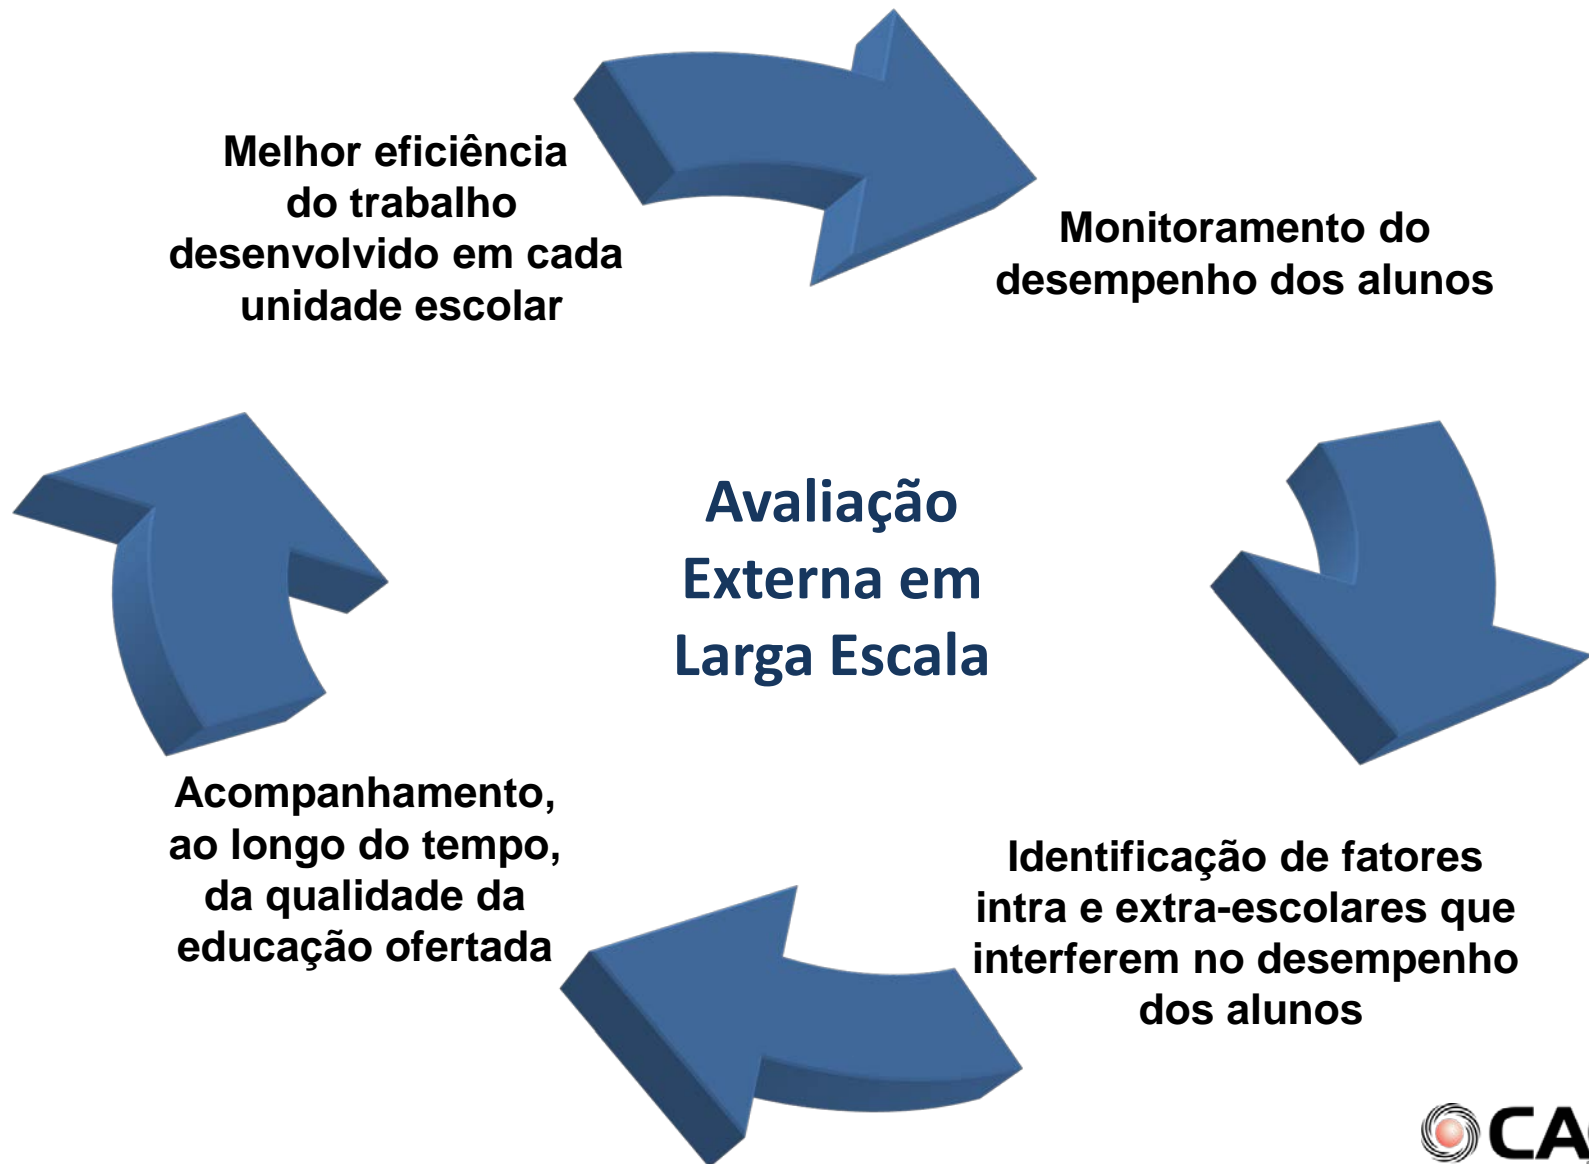 Melhor eficiência
do trabalho
desenvolvido em cada
unidade escolar
Monitoramento do
desempenho dos alunos
Avaliação
Externa em
Larga Escala
Acompanhamento,
ao longo do tempo,
da qualidade da
educação ofertada
Identificação de fatores
intra e extra-escolares que
interferem no desempenho
dos alunos